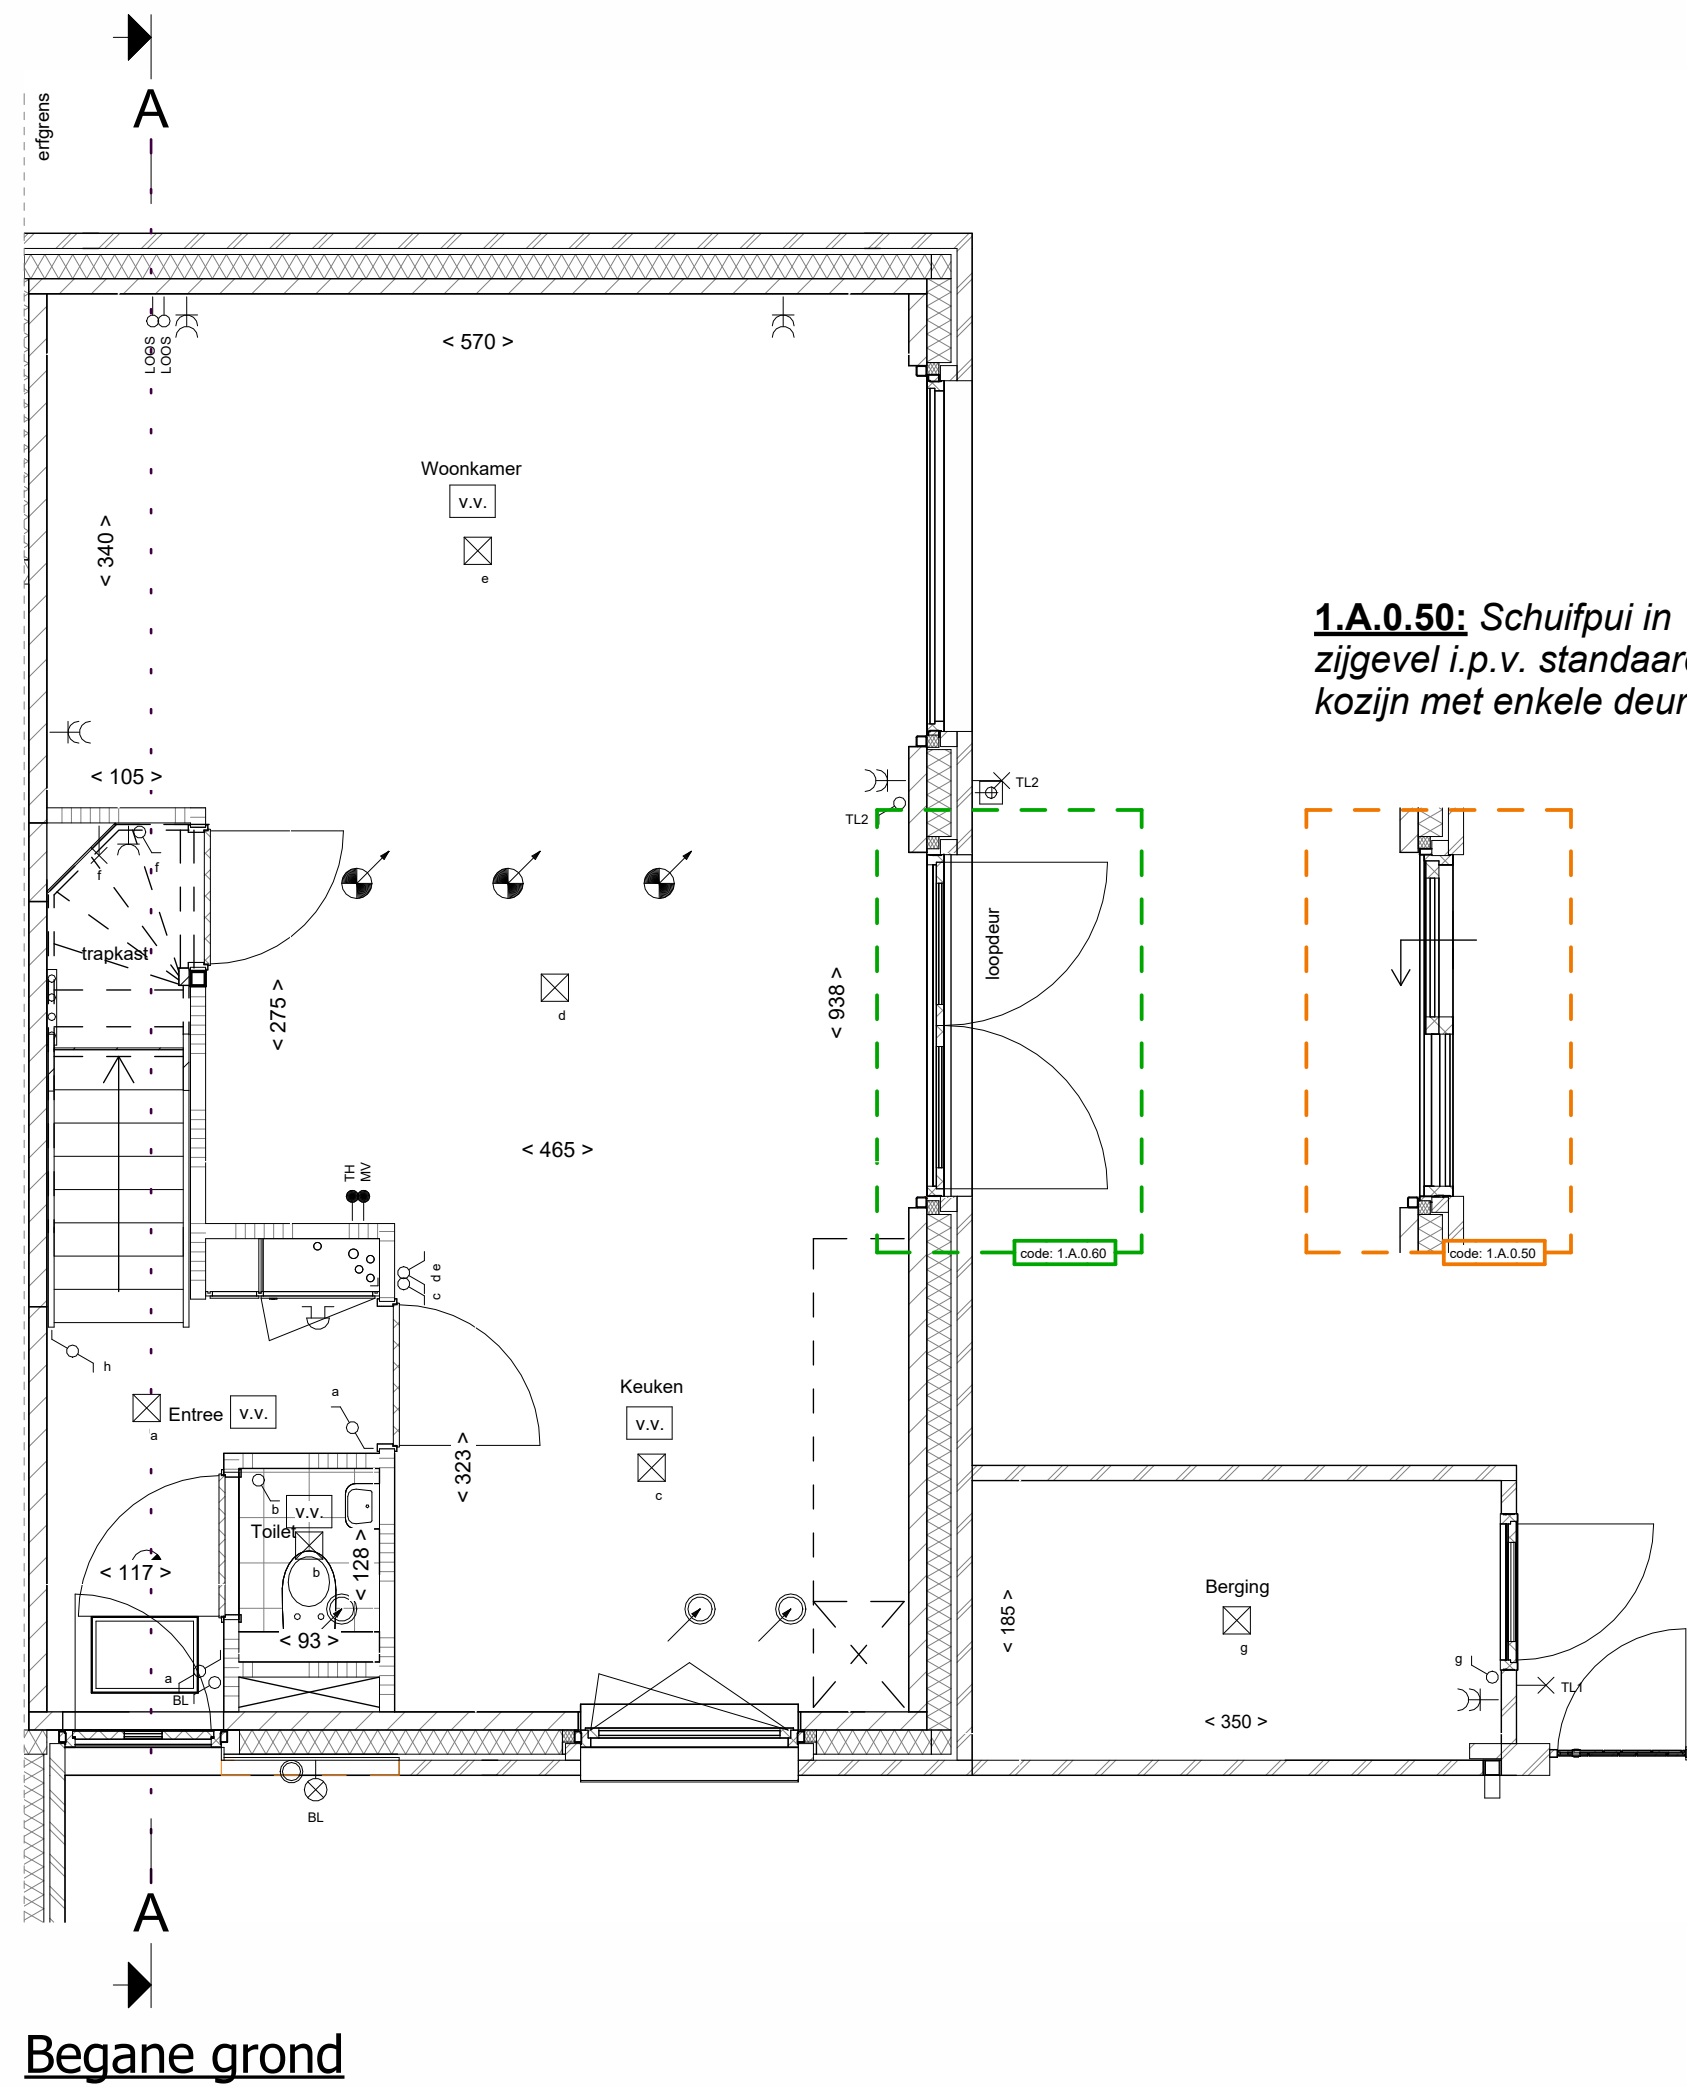 A
erfgrens
LOOS
LOOS
< 570 >
Woonkamer
v.v.
e
< 340 >
1.A.0.50: Schuifpui in
zijgevel i.p.v. standaard
kozijn met enkele deur
< 105 >
TL2
TL2
f
f
trapkast
loopdeur
< 275 >
d
< 938 >
< 465 >
TH
MV
code: 1.A.0.60
code: 1.A.0.50
c d e
h
a
Keuken
v.v.
Entree
v.v.
a
< 323 >
c
b
v.v.
Toilet
< 128 >
b
< 117 >
< 93 >
Berging
g
< 185 >
g
a
BL
TL1
< 350 >
BL
A
Begane grond